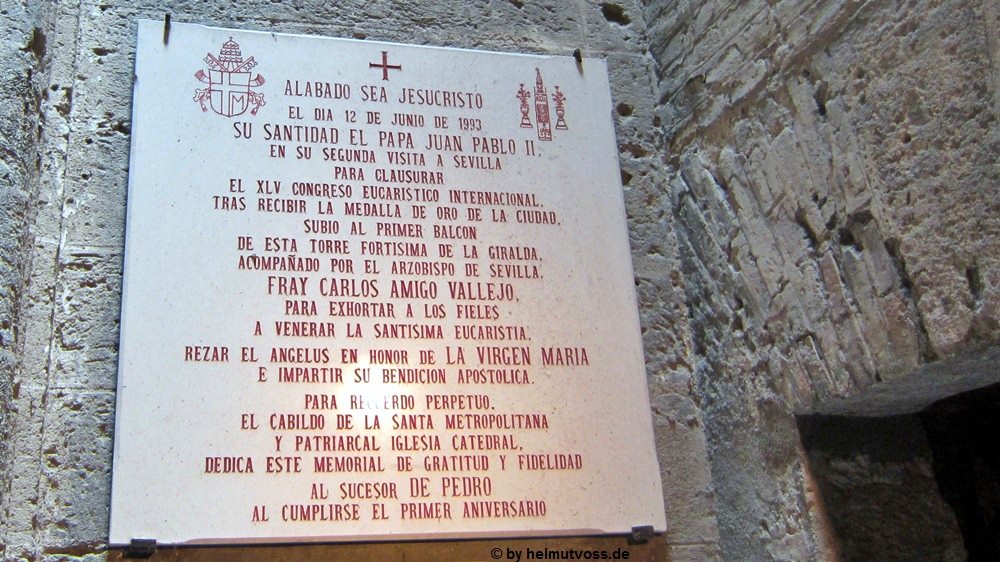 ALABADO SEA JESUCRISTO
EL DIA 12 DE JUNIO DE 1993
SU SANTIDAD EL PAPA JUAN PABLO II,
EN SU SEGUNDA VISITA A SEVILLA
PARA CLAUSURAR
EL XLV CONGRESO EUCARISTICO INTERNACIONAL,
TRAS RECIBIR LA MEDALLA DE ORO DE LA CIUDAD,
SUBIO AL PRIMER BALCON
DE ESTA TORRE FORTISIMA DE LA GIRALDA,
ACOMPAÑADO POR EL ARZOBISPO DE SEVILLA,
FRAY CARLOS AMIGO VALLEJO,
PARA EXHORTAR A LOS FIELES
A VENERAR LA SANTISIMA EUCARISTIA,
REZAR EL ANGELUS EN HONOR DE LA VIRGEN MARIA
E IMPARTIR SU BENDICION APOSTOLICA.
PARA RECUERDO PERPETUO,
EL CABILDO DE LA SANTA METROPOLITANA
Y PATRIARCAL IGLESIA CATEDRAL,
DEDICA ESTE MEMORIAL DE GRATITUD Y FIDELIDAD
AL SUCESOR DE PEDRO
AL CUMPLIRSE EL PRIMER ANIVERSARIO
© by helmutvoss.de